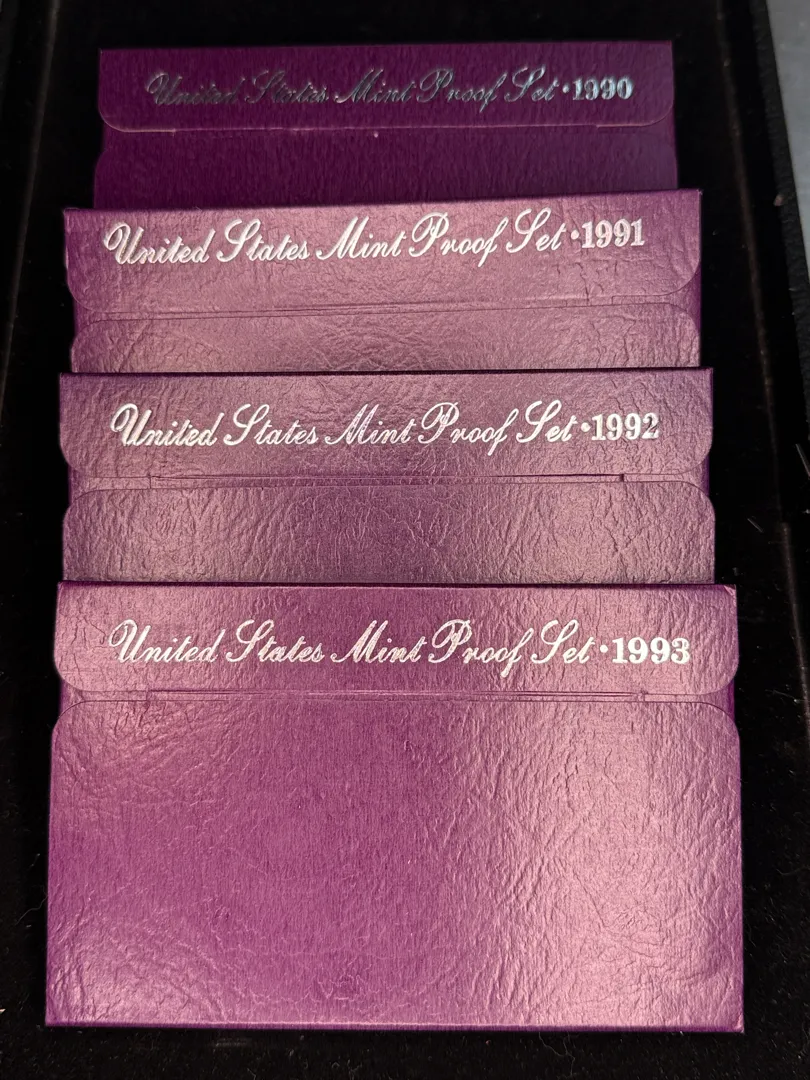 United States Mint Proof Set • 1990
United States Mint Proof Set • 1991
United States Mint Proof Set • 1992
United States Mint Proof Set • 1993